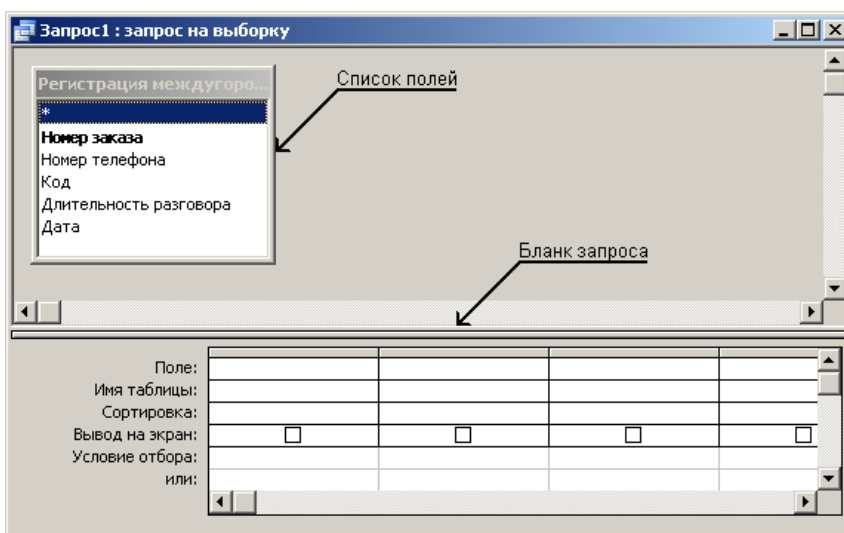 Запрос1 : запрос на выборку
Список полей
Регистрация междугоро...
*
Номер заказа
Номер телефона
Код
Длительность разговора
Дата
Бланк запроса
Поле:
Имя таблицы:
Сортировка:
Вывод на экран:
Условие отбора:
или: